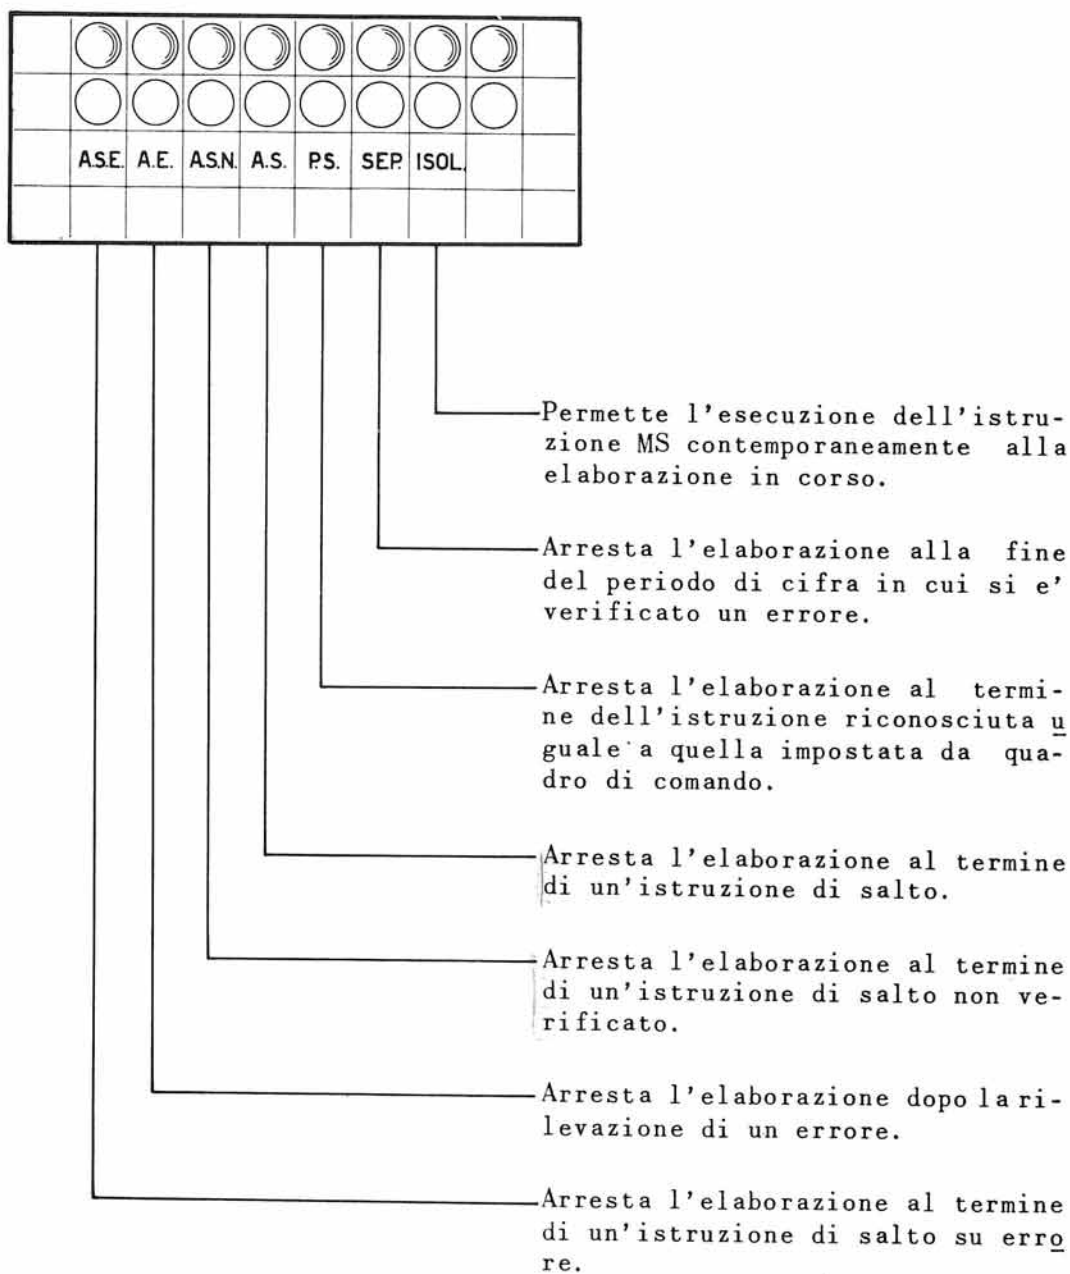 A.S.E. A.E. A.S.N. A.S. P.S. SEP. ISOL.
Permette l'esecuzione dell'istru-
zione MS contemporaneamente alla
elaborazione in corso.
Arresta l'elaborazione alla fine
del periodo di cifra in cui si e'
verificato un errore.
Arresta l'elaborazione al termi-
ne dell'istruzione riconosciuta u
guale a quella impostata da qua-
dro di comando.
Arresta l'elaborazione al termine
di un'istruzione di salto.
Arresta l'elaborazione al termine
di un'istruzione di salto non ve-
rificato.
Arresta l'elaborazione dopo la ri-
levazione di un errore.
Arresta l'elaborazione al termine
di un'istruzione di salto su erro
re.